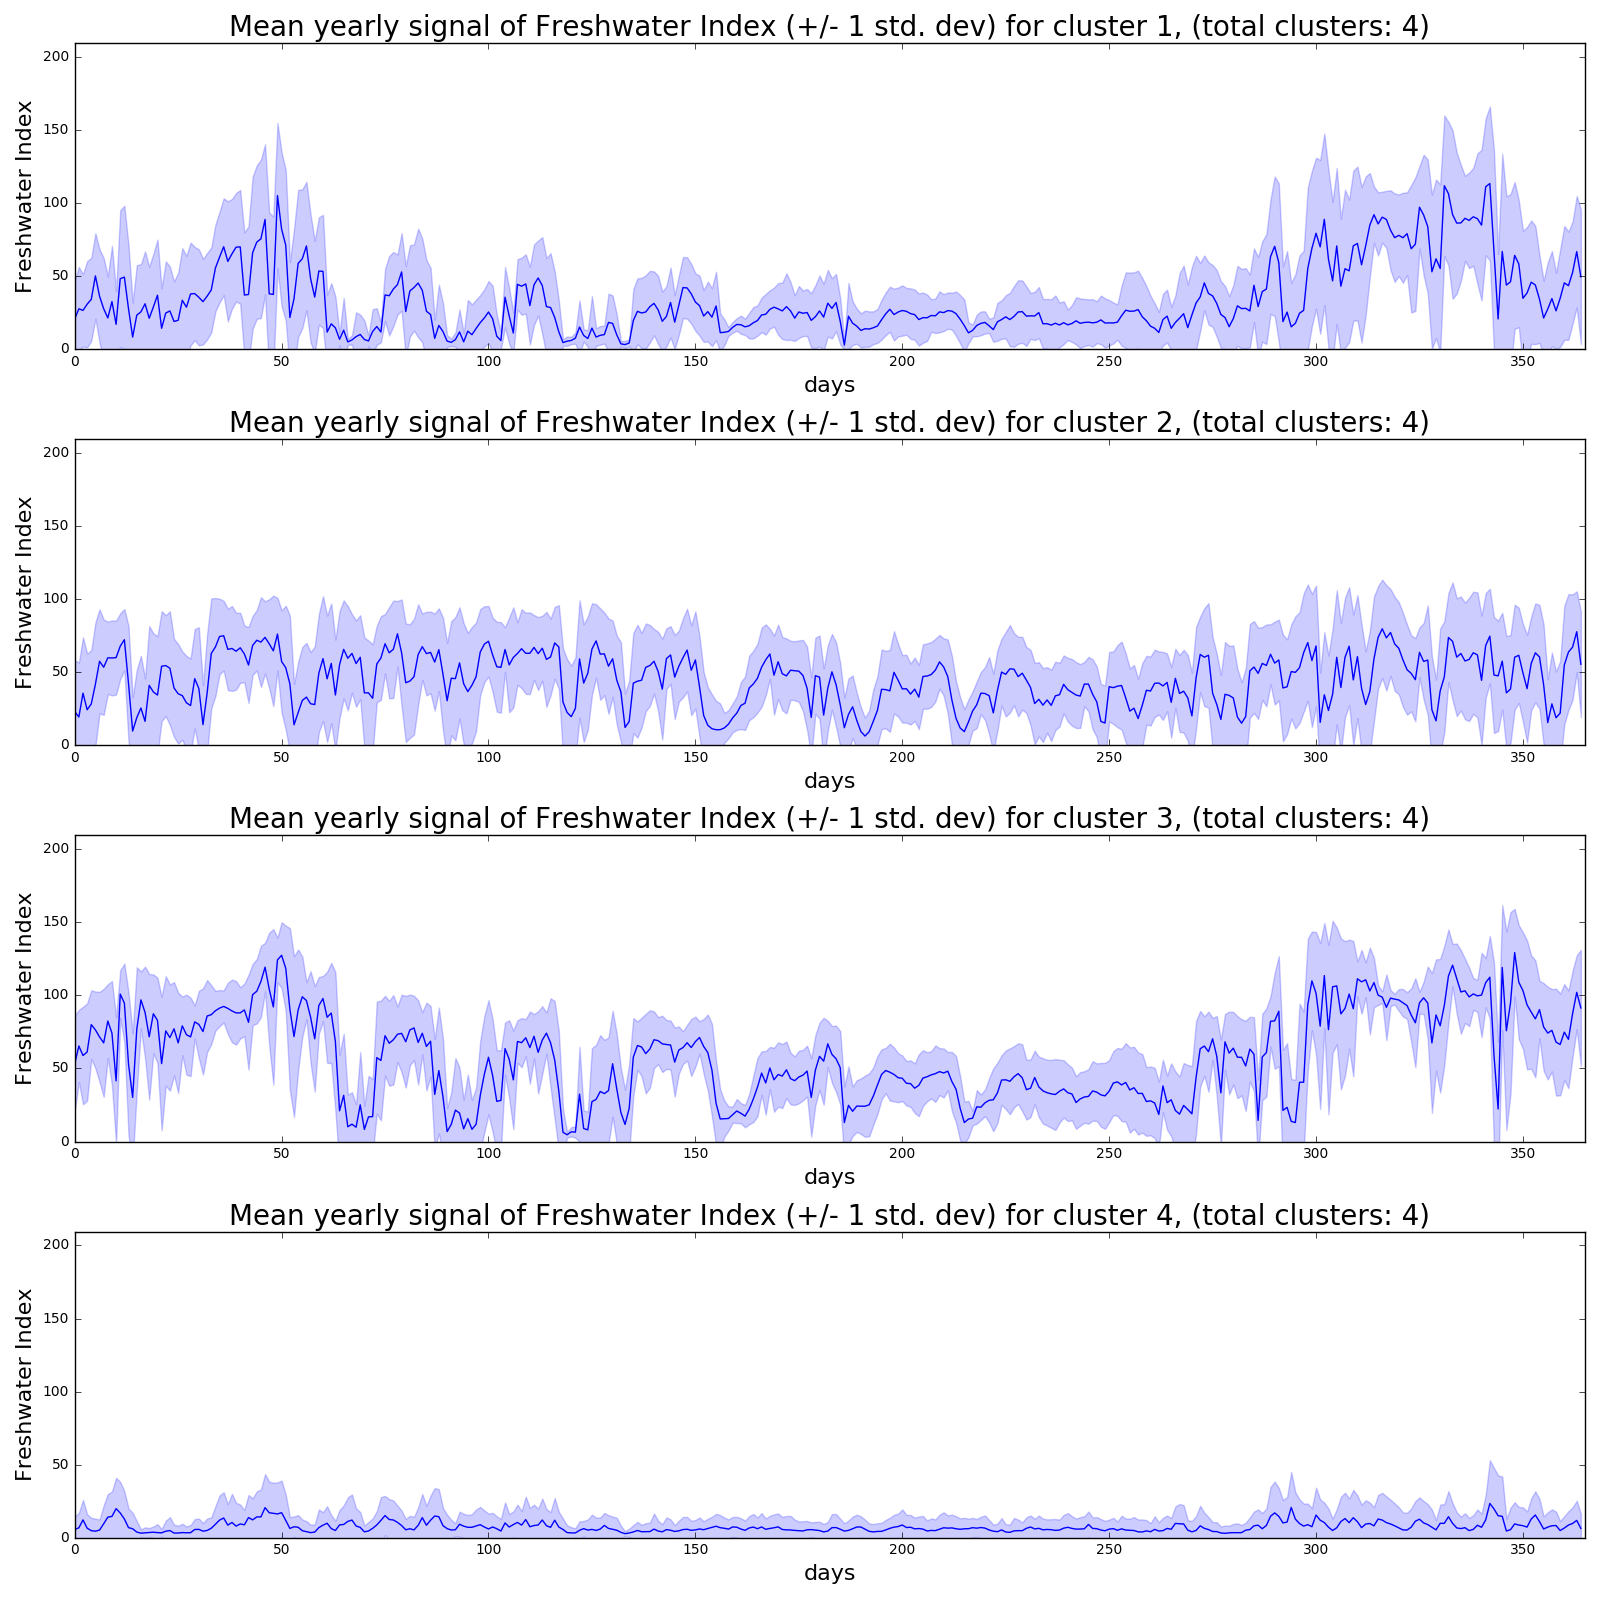 Mean yearly signal of Freshwater Index (+/- 1 std. dev) for cluster 1, (total clusters: 4)
200
150
100
50
0
Freshwater Index
0 50 100 150 200 250 300 350
days
Mean yearly signal of Freshwater Index (+/- 1 std. dev) for cluster 2, (total clusters: 4)
200
150
100
50
0
Freshwater Index
0 50 100 150 200 250 300 350
days
Mean yearly signal of Freshwater Index (+/- 1 std. dev) for cluster 3, (total clusters: 4)
200
150
100
50
0
Freshwater Index
0 50 100 150 200 250 300 350
days
Mean yearly signal of Freshwater Index (+/- 1 std. dev) for cluster 4, (total clusters: 4)
200
150
100
50
0
Freshwater Index
0 50 100 150 200 250 300 350
days